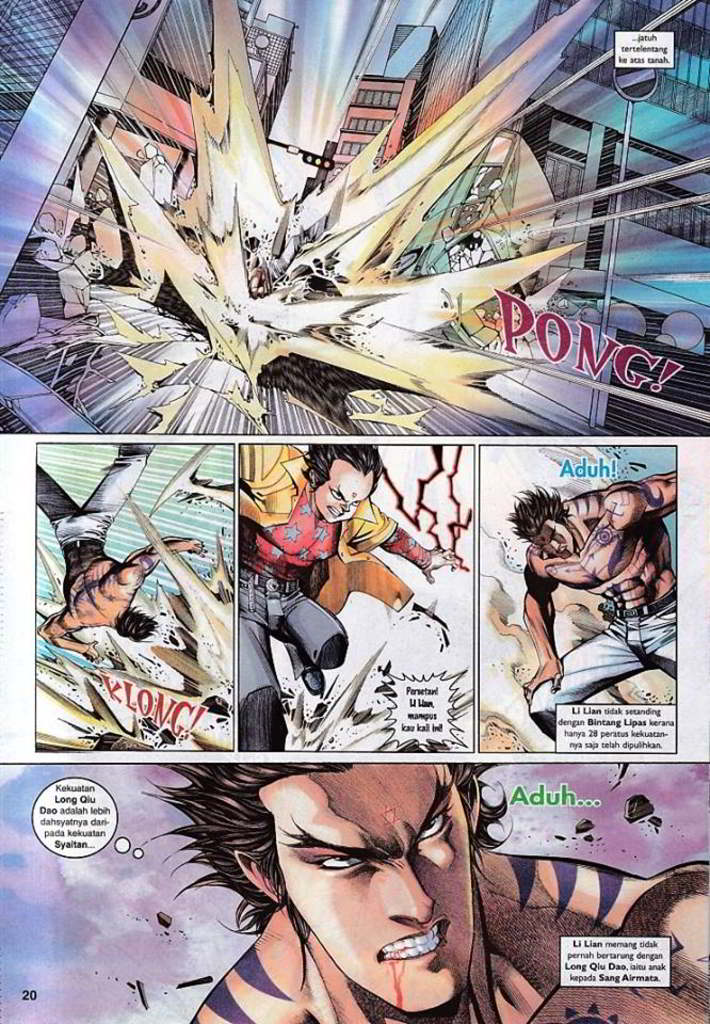 ...jatuh
tertelentang
ke atas tanah.
PONG!
KLONG!
Persetan!
Li Lian,
mampus
kau kali ini!
Aduh!
Li Lian tidak setanding
dengan Bintang Lipas kerana
hanya 28 peratus kekuatan-
nya saja telah dipulihkan.
Kekuatan
Long Qiu
Dao adalah lebih
dahsyatnya dari-
pada kekuatan
Syaitan...
Aduh...
Li Lian memang tidak
pernah bertarung dengan
Long Qiu Dao, iaitu anak
kepada Sang Airmata.
20